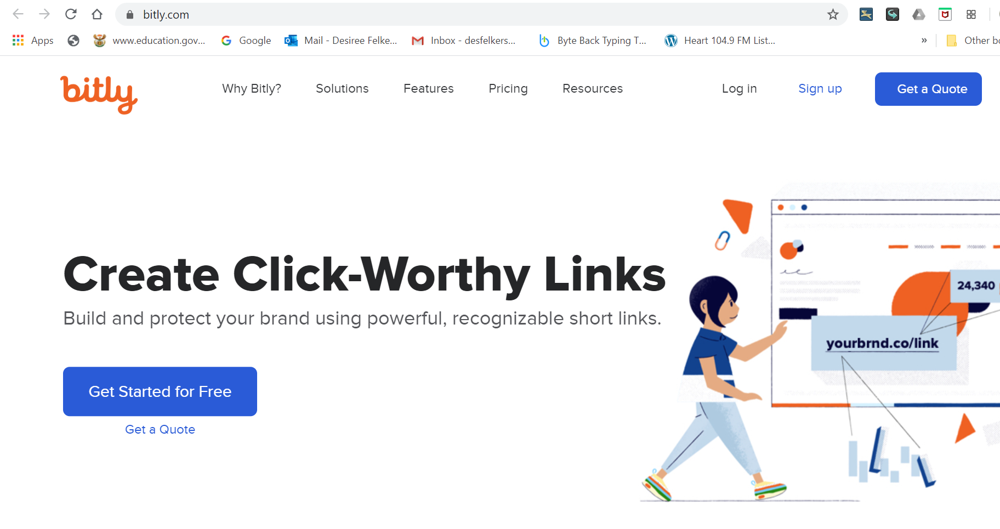 bitly.com
Apps www.education.gov... Google Mail - Desiree Felke... Inbox - desfelkers... Byte Back Typing T... Heart 104.9 FM List... » Other bo
bitly Why Bitly? Solutions Features Pricing Resources Log in Sign up Get a Quote
Create Click-Worthy Links
Build and protect your brand using powerful, recognizable short links.
Get Started for Free
Get a Quote
24,340
yourbrnd.co/link